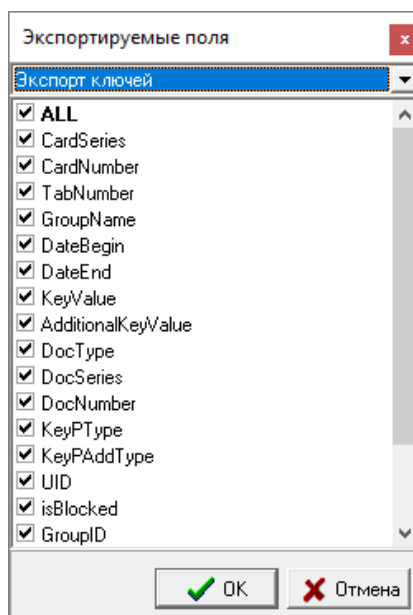 Экспортируемые поля
x
Экспорт ключей
ALL
CardSeries
CardNumber
TabNumber
GroupName
DateBegin
DateEnd
KeyValue
AdditionalKeyValue
DocType
DocSeries
DocNumber
KeyPType
KeyPAddType
UID
isBlocked
GroupID
OK Отмена